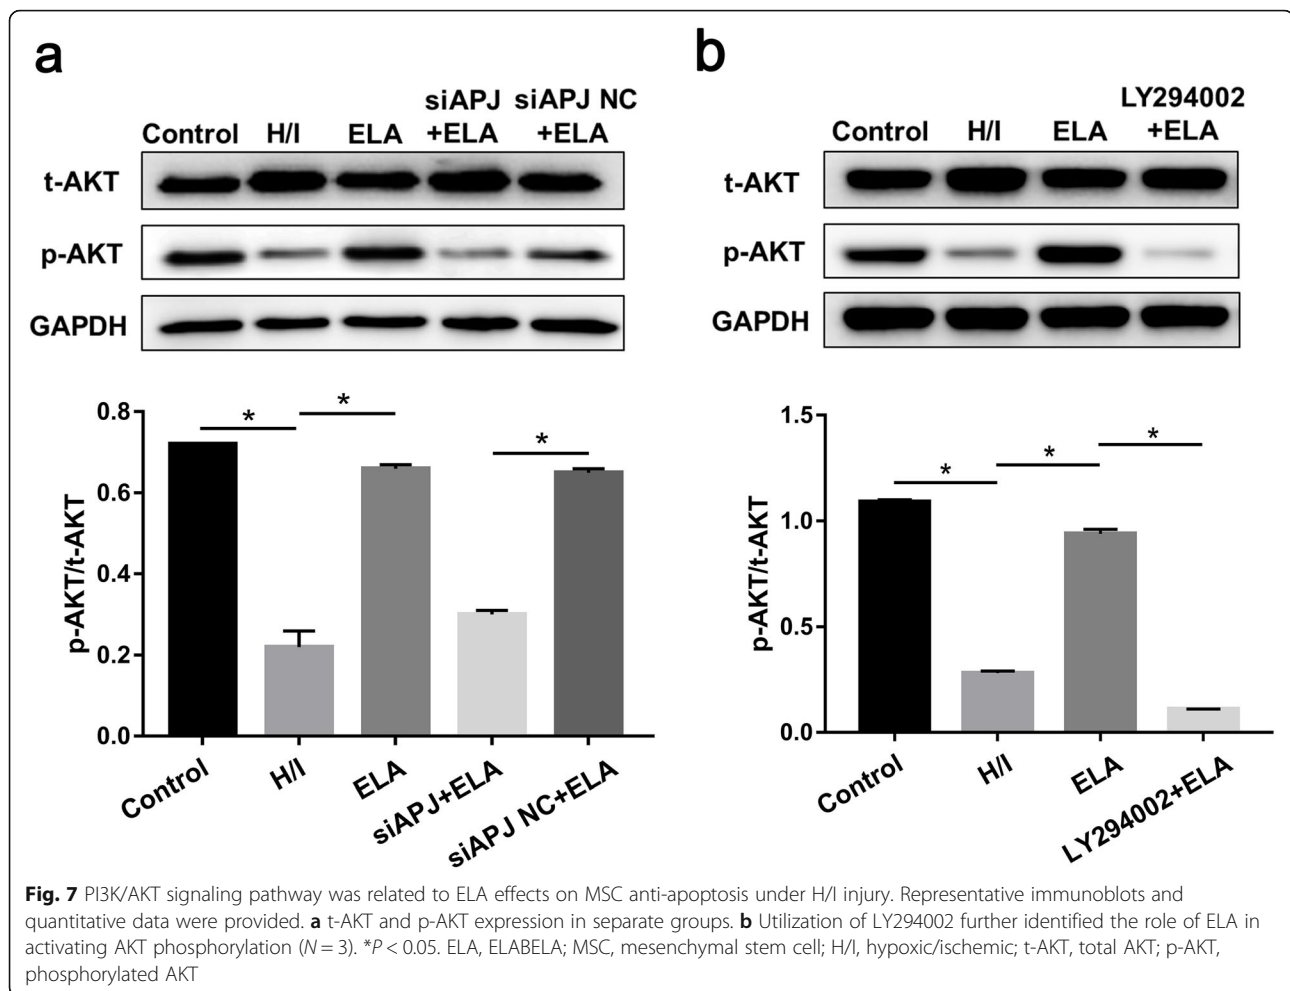 a
siAPJ siAPJ NC
Control H/I ELA +ELA +ELA
t-AKT
p-AKT
GAPDH
p-AKT/t-AKT
0.8
0.6
0.4
0.2
0.0
* * *
Control H/I ELA siAPJ+ELA siAPJ NC+ELA
b
LY294002
Control H/I ELA +ELA
t-AKT
p-AKT
GAPDH
p-AKT/t-AKT
1.5
1.0
0.5
0.0
* * *
Control H/I ELA LY294002+ELA
Fig. 7 PI3K/AKT signaling pathway was related to ELA effects on MSC anti-apoptosis under H/I injury. Representative immunoblots and
quantitative data were provided. a t-AKT and p-AKT expression in separate groups. b Utilization of LY294002 further identified the role of ELA in
activating AKT phosphorylation (N = 3). *P < 0.05. ELA, ELABELA; MSC, mesenchymal stem cell; H/I, hypoxic/ischemic; t-AKT, total AKT; p-AKT,
phosphorylated AKT